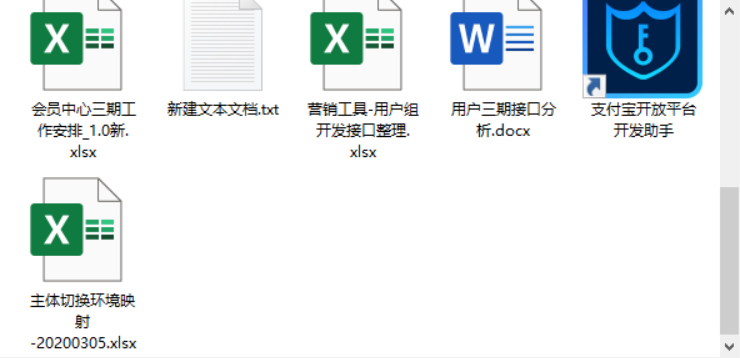 会员中心三期工
作安排_1.0新.
xlsx
新建文本文档.txt
营销工具-用户组
开发接口整理.
xlsx
用户三期接口分
析.docx
支付宝开放平台
开发助手
主体切换环境映
射
-20200305.xlsx